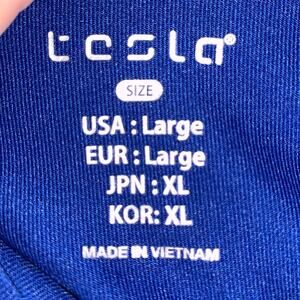 tesla
SIZE
USA : Large
EUR : Large
JPN : XL
KOR: XL
MADE IN VIETNAM